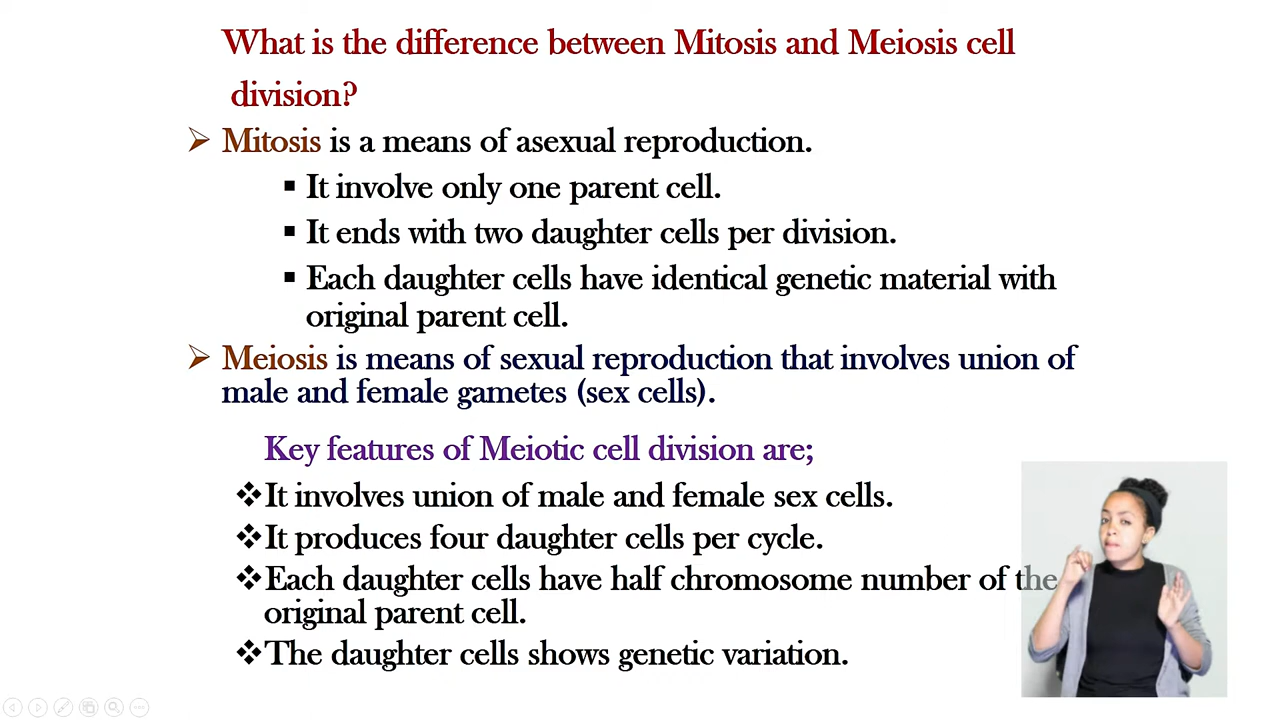 What is the difference between Mitosis and Meiosis cell
division?
Mitosis is a means of asexual reproduction.
It involve only one parent cell.
It ends with two daughter cells per division.
Each daughter cells have identical genetic material with
original parent cell.
Meiosis is means of sexual reproduction that involves union of
male and female gametes (sex cells).
Key features of Meiotic cell division are;
It involves union of male and female sex cells.
It produces four daughter cells per cycle.
Each daughter cells have half chromosome number of the
original parent cell.
The daughter cells shows genetic variation.